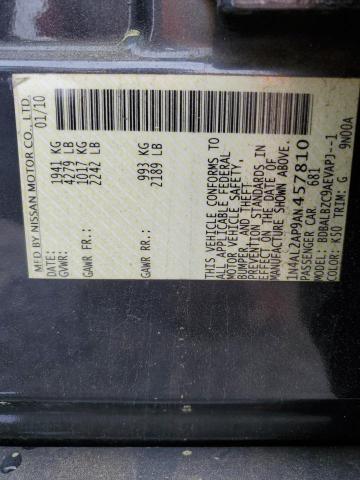 MFD BY NISSAN MOTOR CO., LTD.
01/10
GVWR: 1941 KG
4279 LB
GAWR FR.: 1017 KG
2242 LB
GAWR RR.: 993 KG
2189 LB
THIS VEHICLE CONFORMS TO
ALL APPLICABLE FEDERAL
MOTOR VEHICLE SAFETY,
BUMPER, AND THEFT
PREVENTION STANDARDS IN
EFFECT ON THE DATE OF
MANUFACTURE SHOWN ABOVE.
1N4AL2AP9AN457810
PASSENGER CAR 681
MODEL: BDBALBZC9AEVAPJ--1
COLOR: K50 TRIM: G 9N00A